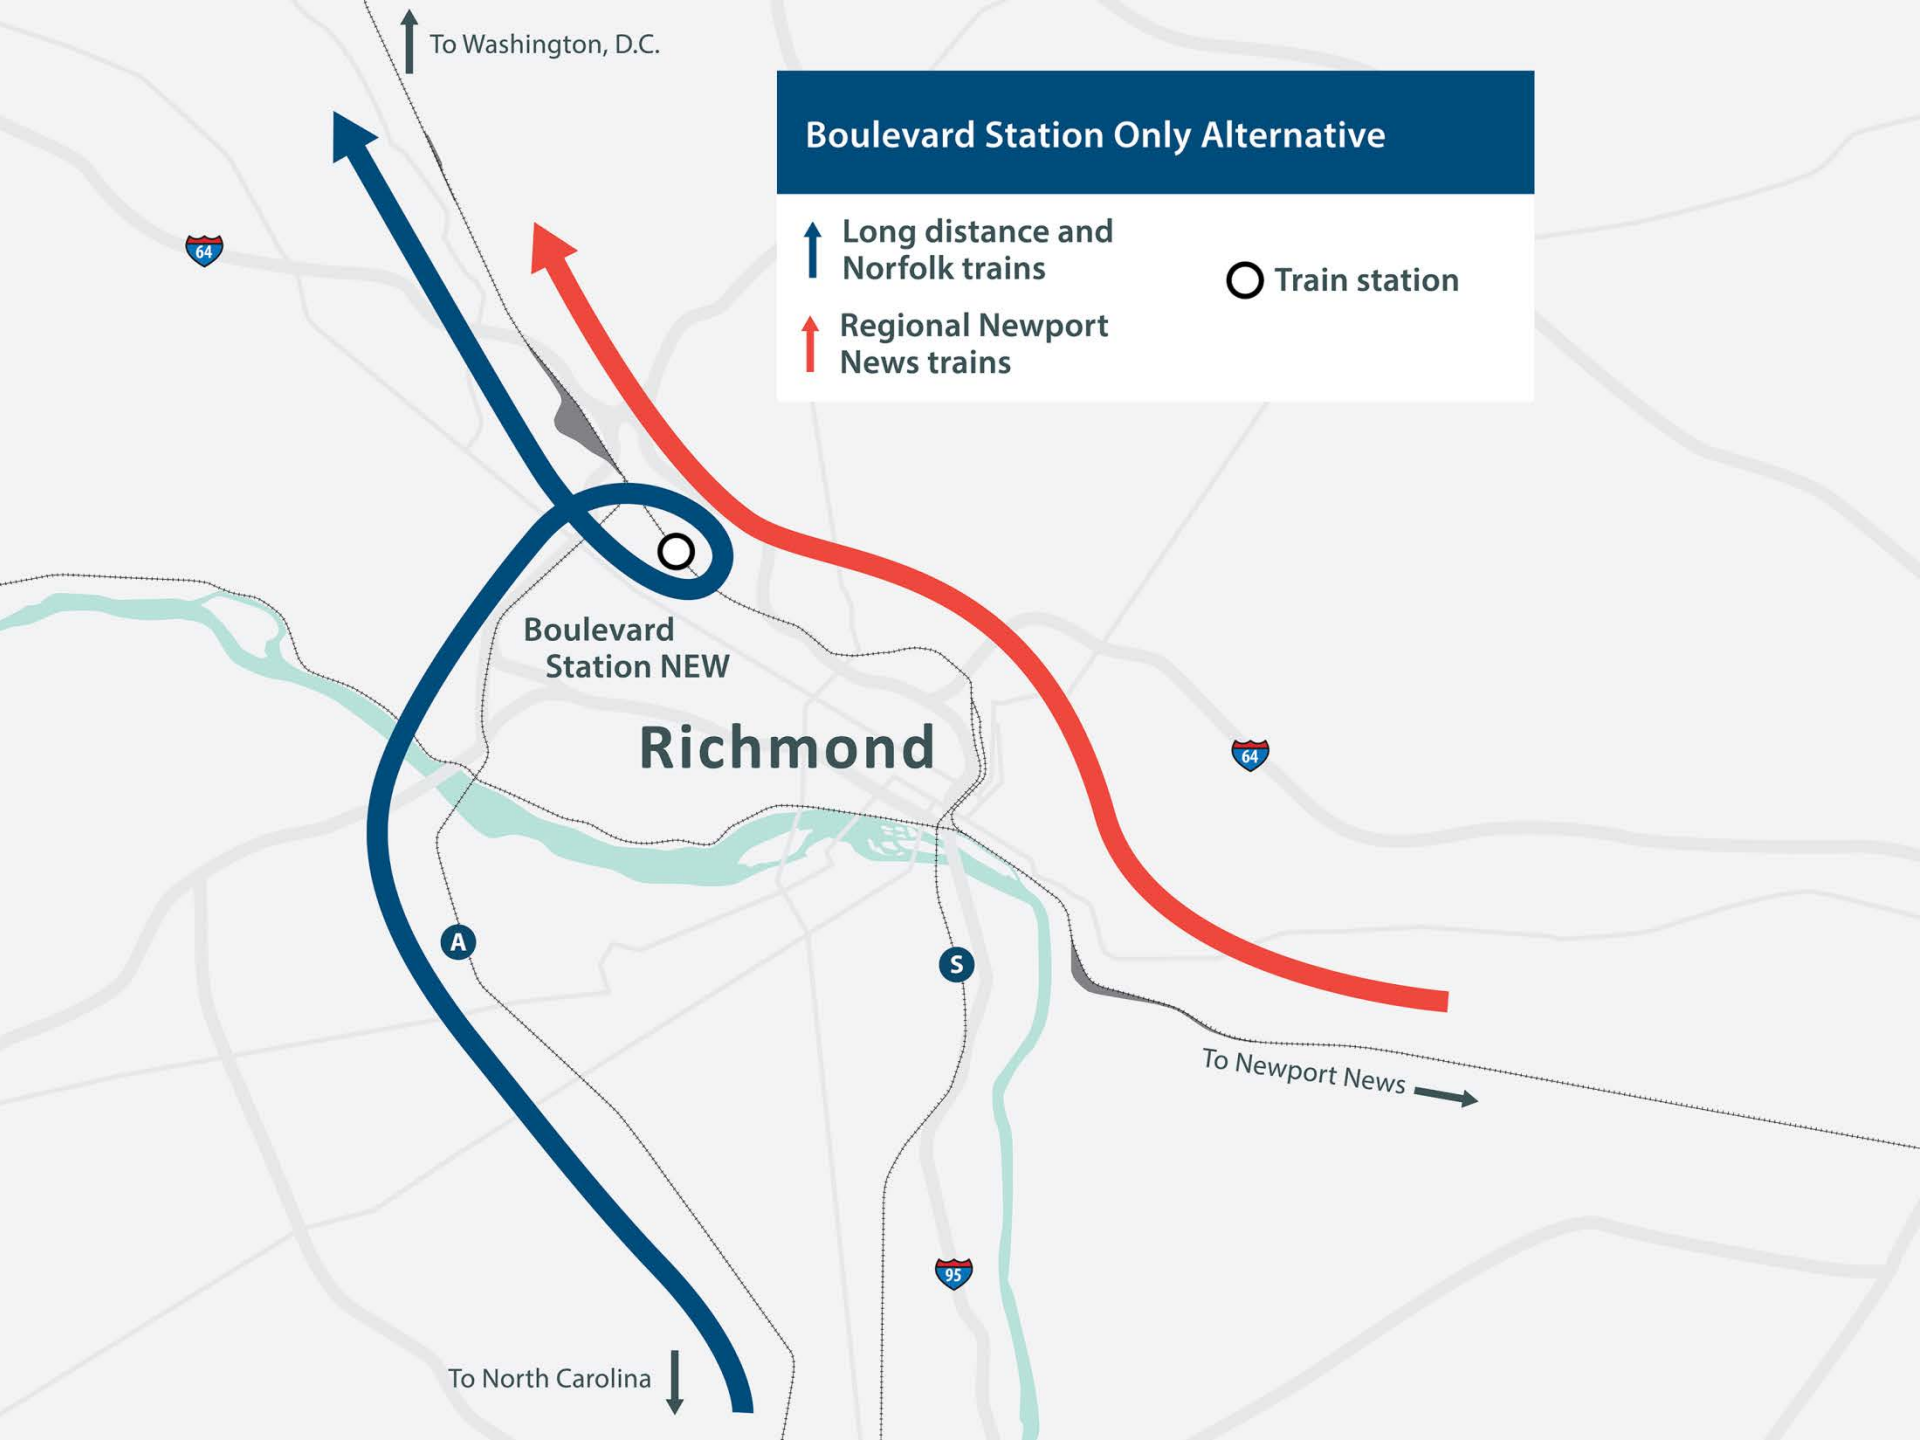 To Washington, D.C.
Boulevard Station Only Alternative
Long distance and
Norfolk trains
Train station
Regional Newport
News trains
64
Boulevard
Station NEW
Richmond
64
A
S
To Newport News
95
To North Carolina